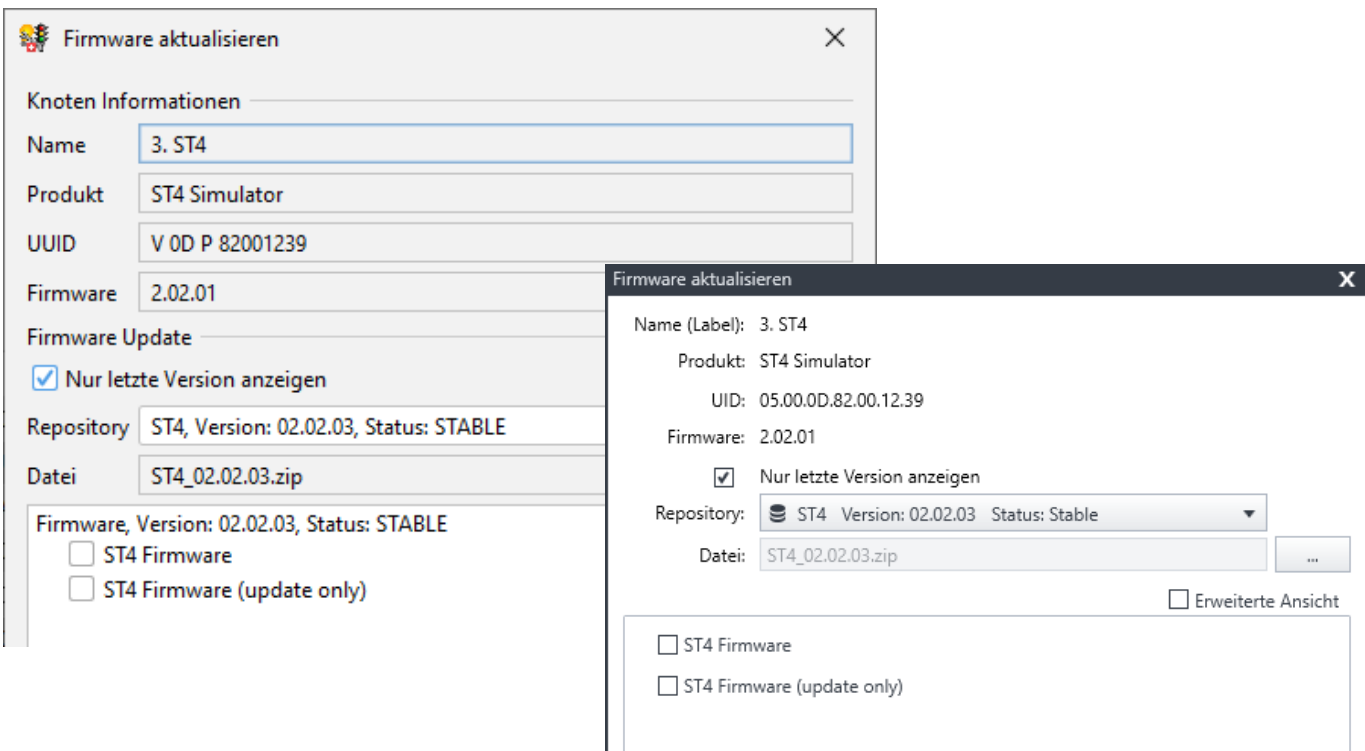 Firmware aktualisieren
Knoten Informationen
Name 3. ST4
Produkt ST4 Simulator
UUID V 0D P 82001239
Firmware 2.02.01
Firmware Update
Nur letzte Version anzeigen
Repository ST4, Version: 02.02.03, Status: STABLE
Datei ST4_02.02.03.zip
Firmware, Version: 02.02.03, Status: STABLE
ST4 Firmware
ST4 Firmware (update only)
Firmware aktualisieren X
Name (Label): 3. ST4
Produkt: ST4 Simulator
UID: 05.00.0D.82.00.12.39
Firmware: 2.02.01
Nur letzte Version anzeigen
Repository: ST4 Version: 02.02.03 Status: Stable
Datei: ST4_02.02.03.zip ...
Erweiterte Ansicht
ST4 Firmware
ST4 Firmware (update only)